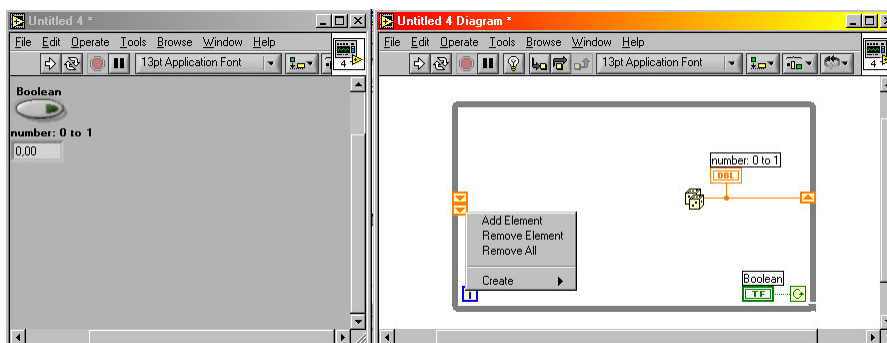 Untitled 4 *
File Edit Operate Tools Browse Window Help
13pt Application Font
4
Boolean
number: 0 to 1
0,00
Untitled 4 Diagram *
File Edit Operate Tools Browse Window Help
13pt Application Font
4
number: 0 to 1
DBL
Add Element
Remove Element
Remove All
Create
i
Boolean
TF